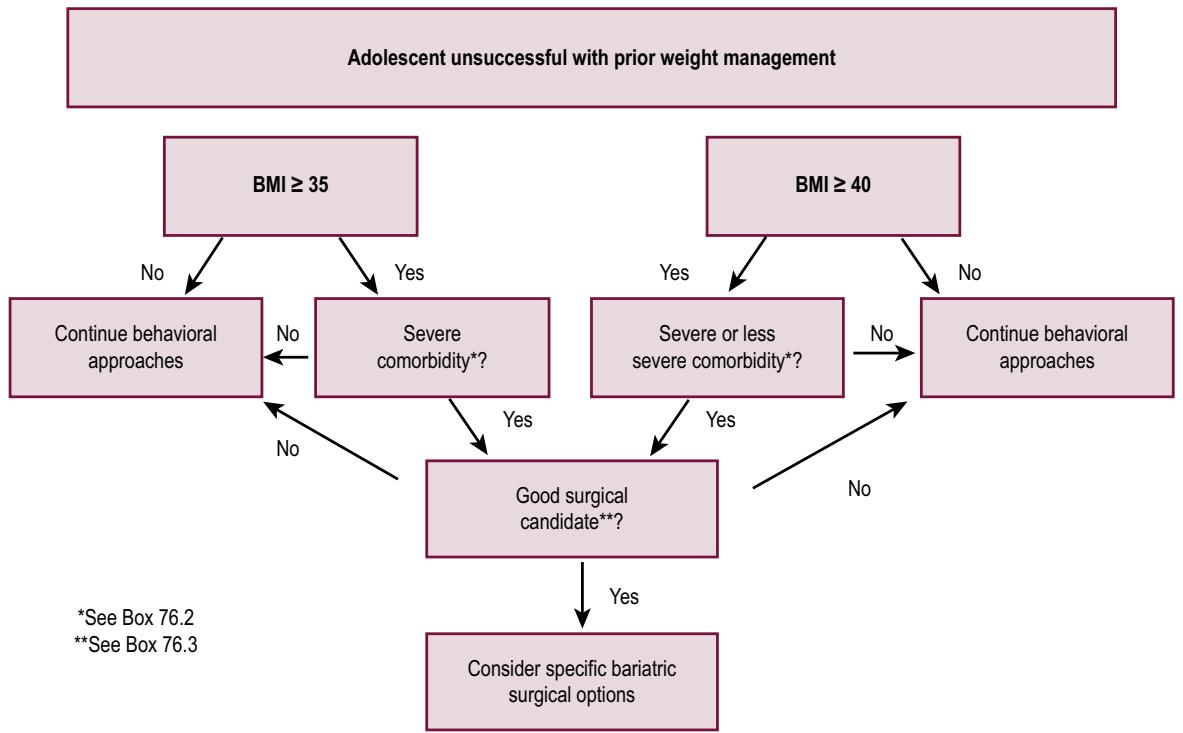 Adolescent unsuccessful with prior weight management
BMI ≥ 35
BMI ≥ 40
No
Yes
Yes
No
Continue behavioral
approaches
No
Severe
comorbidity*?
Severe or less
severe comorbidity*?
No
Continue behavioral
approaches
No
Yes
Yes
No
Good surgical
candidate**?
Yes
*See Box 76.2
**See Box 76.3
Consider specific bariatric
surgical options